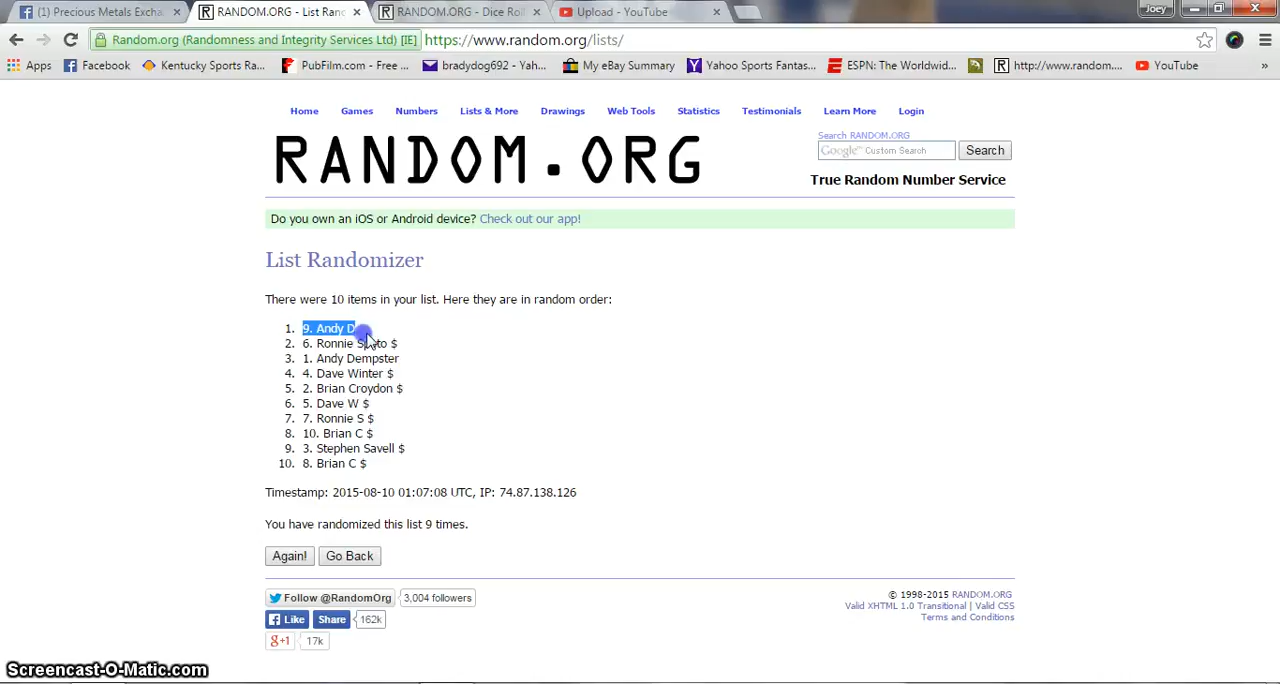 (1) Precious Metals Excha
RANDOM.ORG - List Ran
RANDOM.ORG - Dice Roll
Upload - YouTube
Joey
Random.org (Randomness and Integrity Services Ltd) [IE]
https://www.random.org/lists/
Apps
Facebook
Kentucky Sports Ra...
PubFilm.com - Free ...
bradydog692 - Yah...
My eBay Summary
Yahoo Sports Fantas...
ESPN: The Worldwid...
http://www.random....
YouTube
»
Home
Games
Numbers
Lists & More
Drawings
Web Tools
Statistics
Testimonials
Learn More
Login
RANDOM.ORG
Search RANDOM.ORG
Google™ Custom Search
Search
True Random Number Service
Do you own an iOS or Android device? Check out our app!
List Randomizer
There were 10 items in your list. Here they are in random order:
1. 9. Andy D
2. 6. Ronnie $
3. 1. Andy Dempster
4. 4. Dave Winter $
5. 2. Brian Croydon $
6. 5. Dave W $
7. 7. Ronnie S $
8. 10. Brian C $
9. 3. Stephen Savell $
10. 8. Brian C $
Timestamp: 2015-08-10 01:07:08 UTC, IP: 74.87.138.126
You have randomized this list 9 times.
Again!
Go Back
Follow @RandomOrg
3,004 followers
Like
Share
162k
g+1
17k
© 1998-2015 RANDOM.ORG
Valid XHTML 1.0 Transitional | Valid CSS
Terms and Conditions
Screencast-O-Matic.com